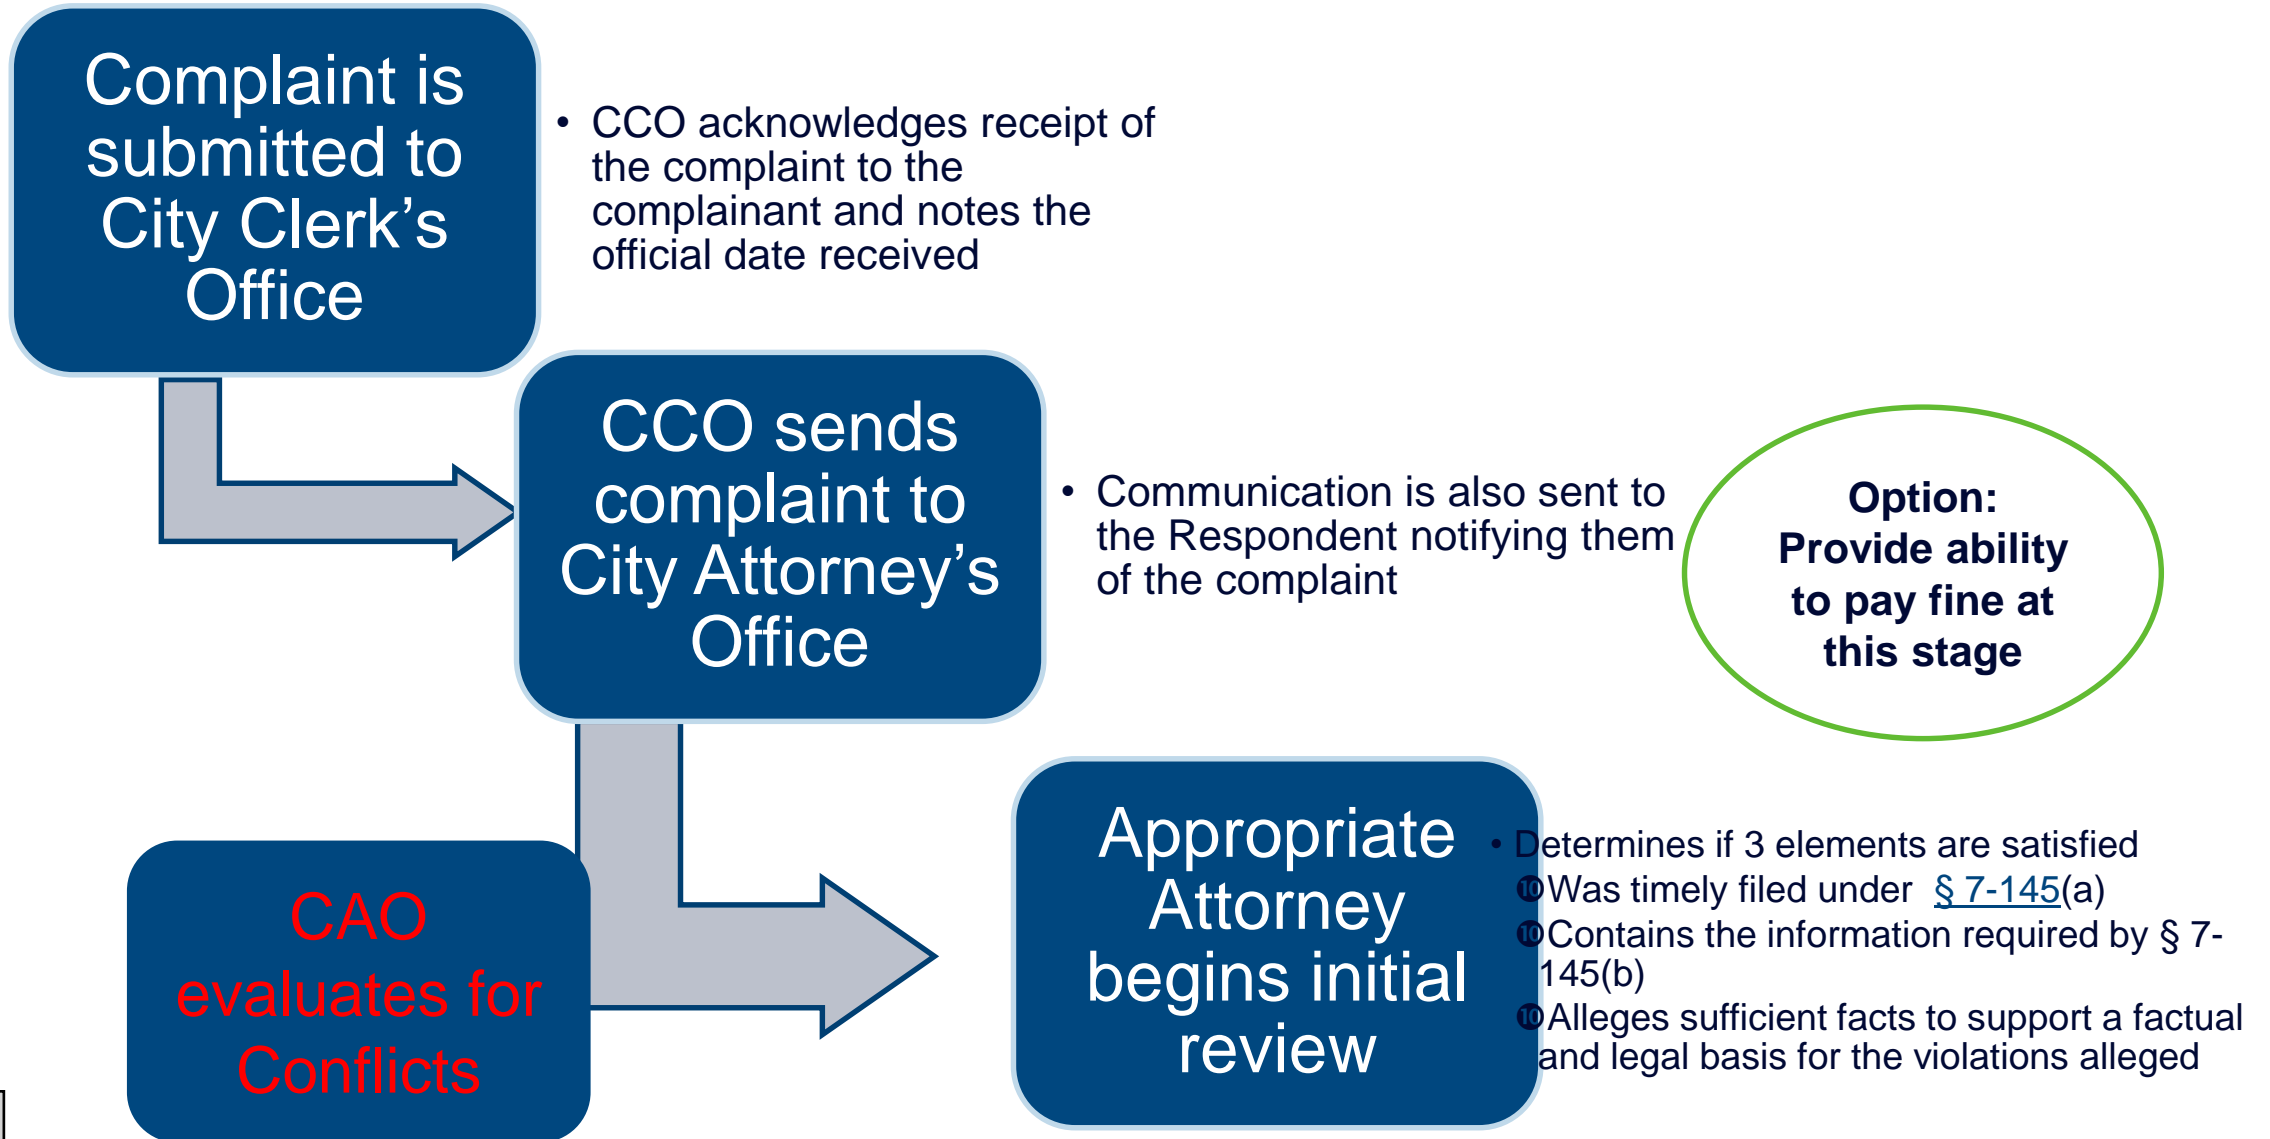 Complaint is
submitted to
City Clerk’s
Office
• CCO acknowledges receipt of
the complaint to the
complainant and notes the
official date received
CCO sends
complaint to
City Attorney’s
Office
• Communication is also sent to
the Respondent notifying them
of the complaint
Option:
Provide ability
to pay fine at
this stage
CAO
evaluates for
Conflicts
Appropriate
Attorney
begins initial
review
• Determines if 3 elements are satisfied
❿Was timely filed under § 7-145(a)
❿Contains the information required by § 7-
145(b)
❿Alleges sufficient facts to support a factual
and legal basis for the violations alleged